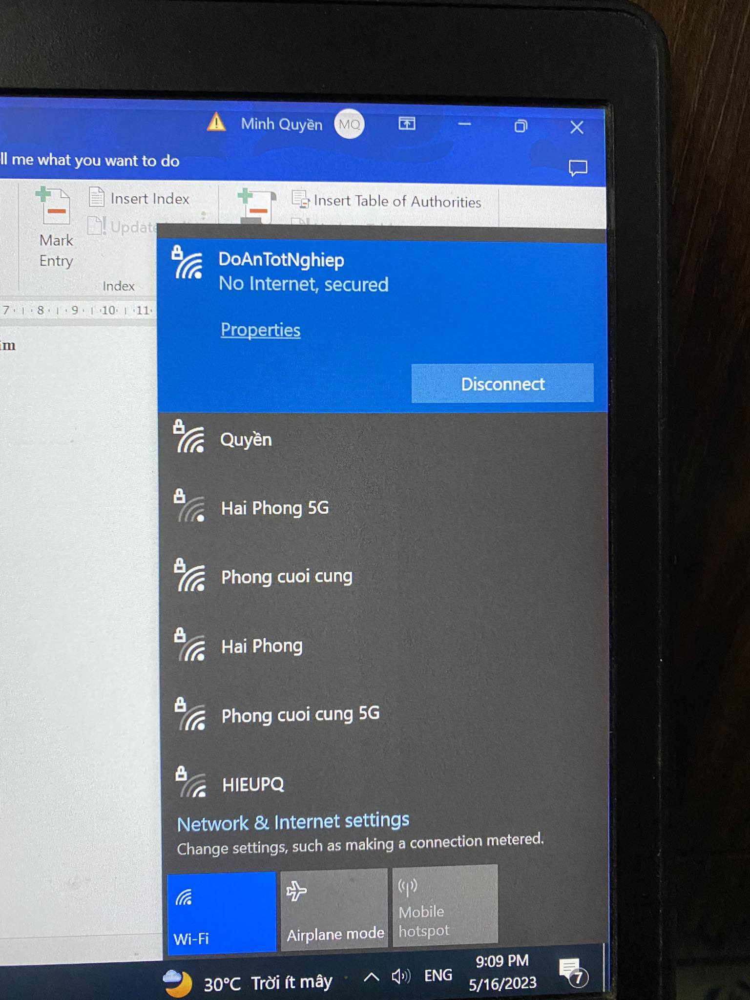 Minh Quyền MQ
ll me what you want to do
Insert Index
Insert Table of Authorities
Update
Mark
Entry
Index
7 8 9 10 11
im
DoAnTotNghiep
No Internet, secured
Properties
Disconnect
Quyền
Hai Phong 5G
Phong cuoi cung
Hai Phong
Phong cuoi cung 5G
HIEUPQ
Network & Internet settings
Change settings, such as making a connection metered.
Wi-Fi
Airplane mode
Mobile
hotspot
30°C Trời ít mây
ENG
9:09 PM
5/16/2023
7